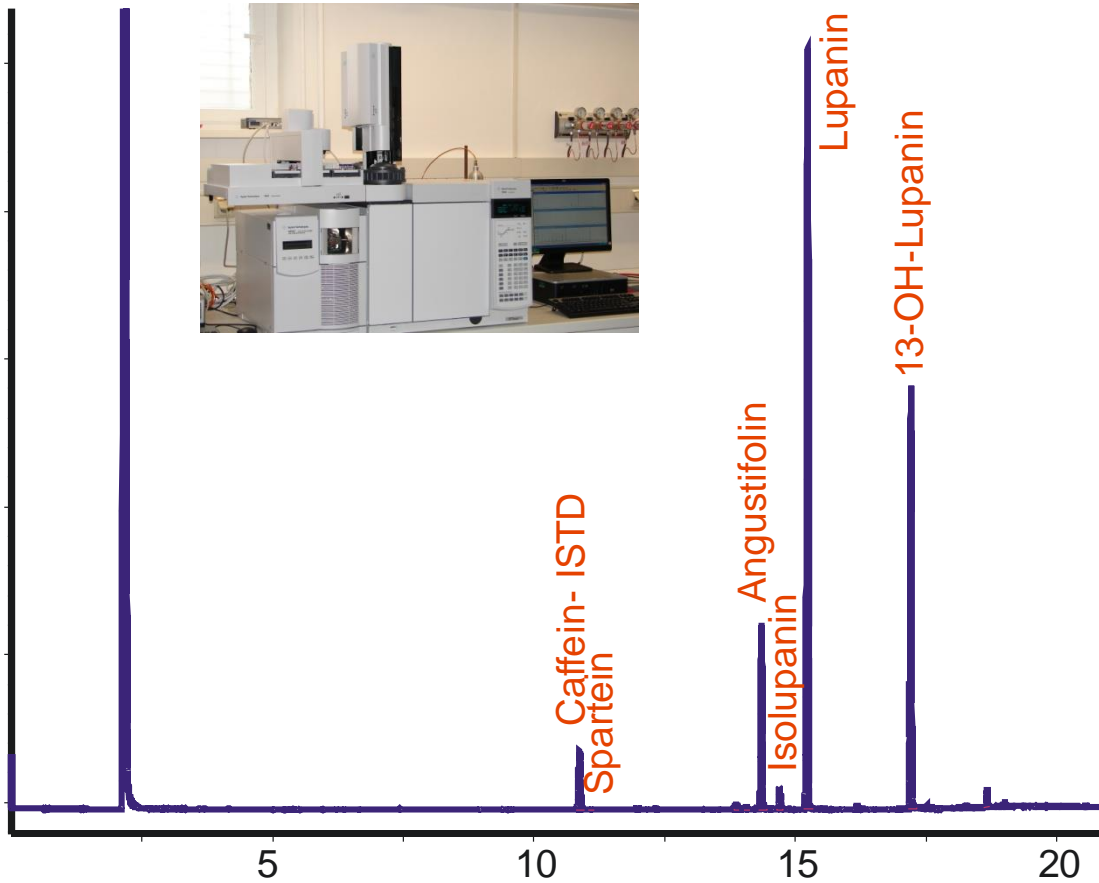 Caffein- ISTD
Spartein
Angustifolin
Isolupanin
Lupanin
13-OH-Lupanin
5
10
15
20